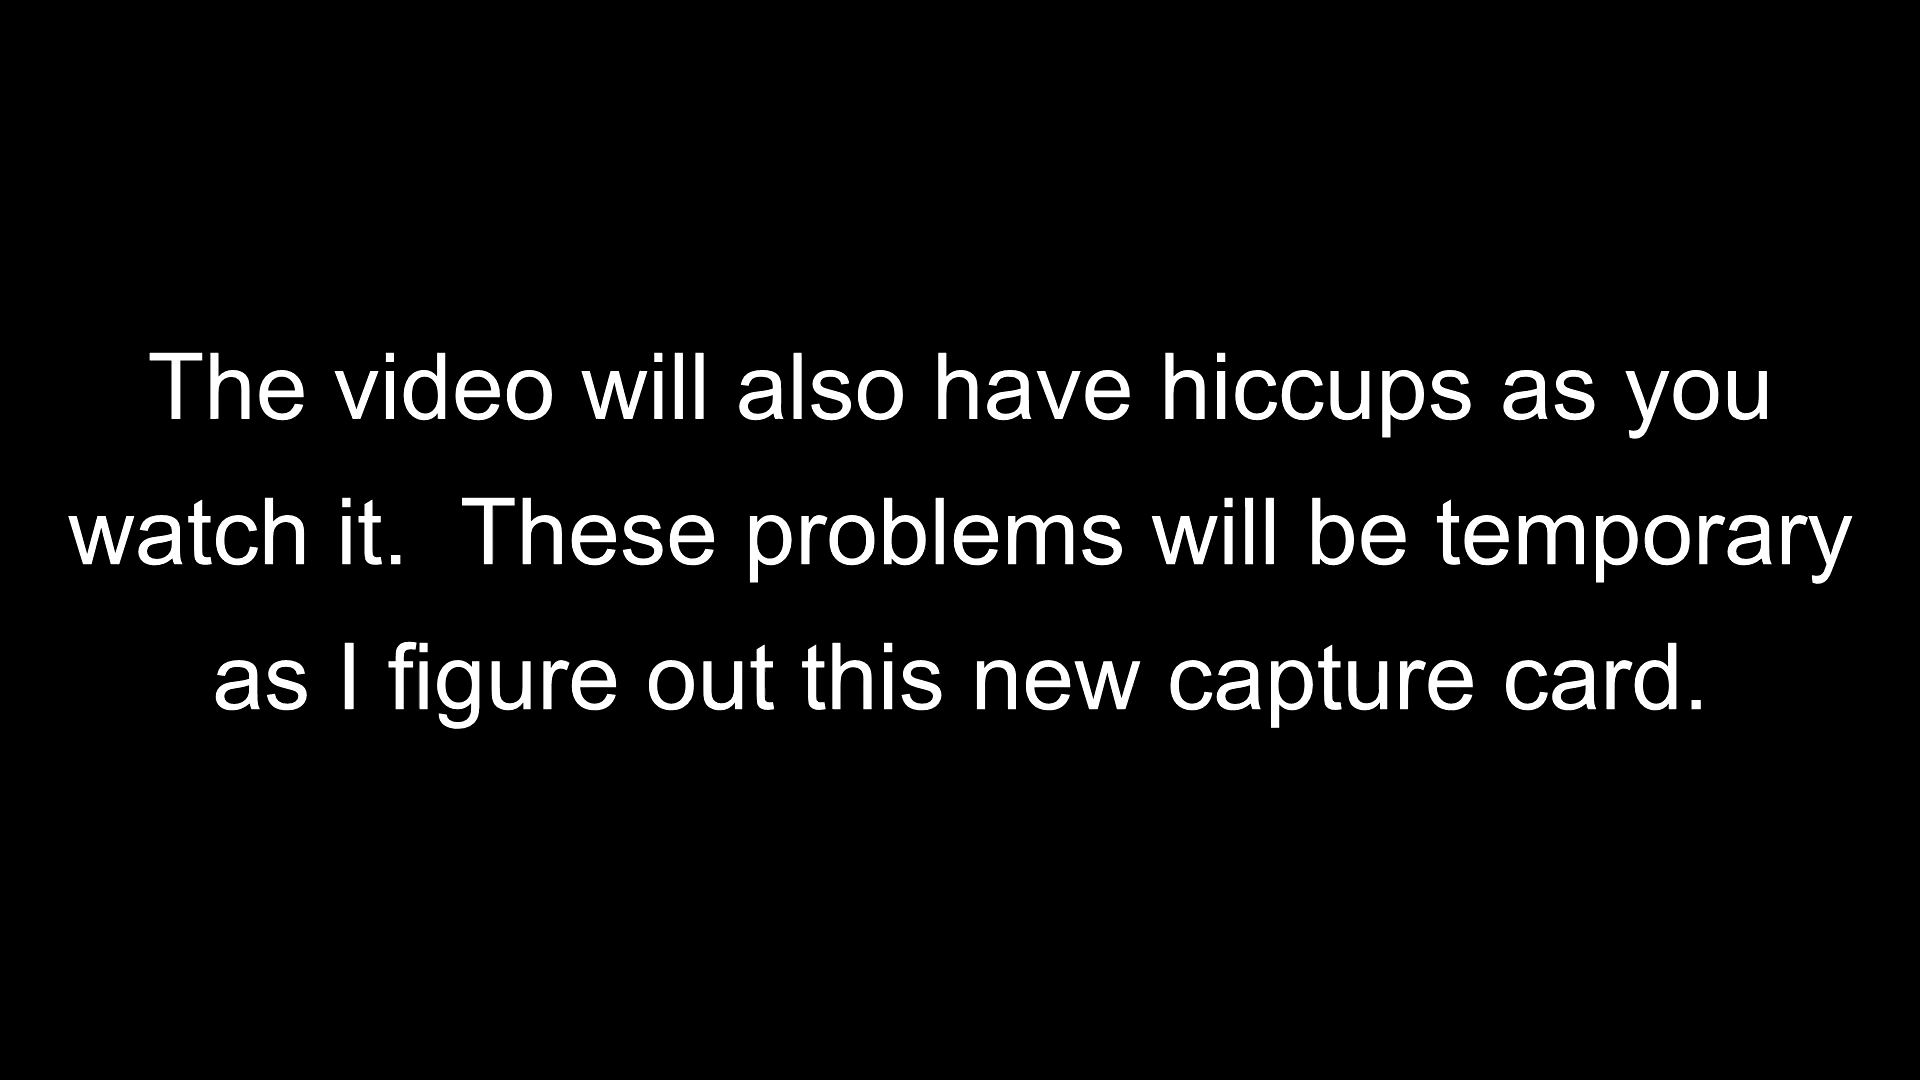 The video will also have hiccups as you
watch it.  These problems will be temporary
as I figure out this new capture card.